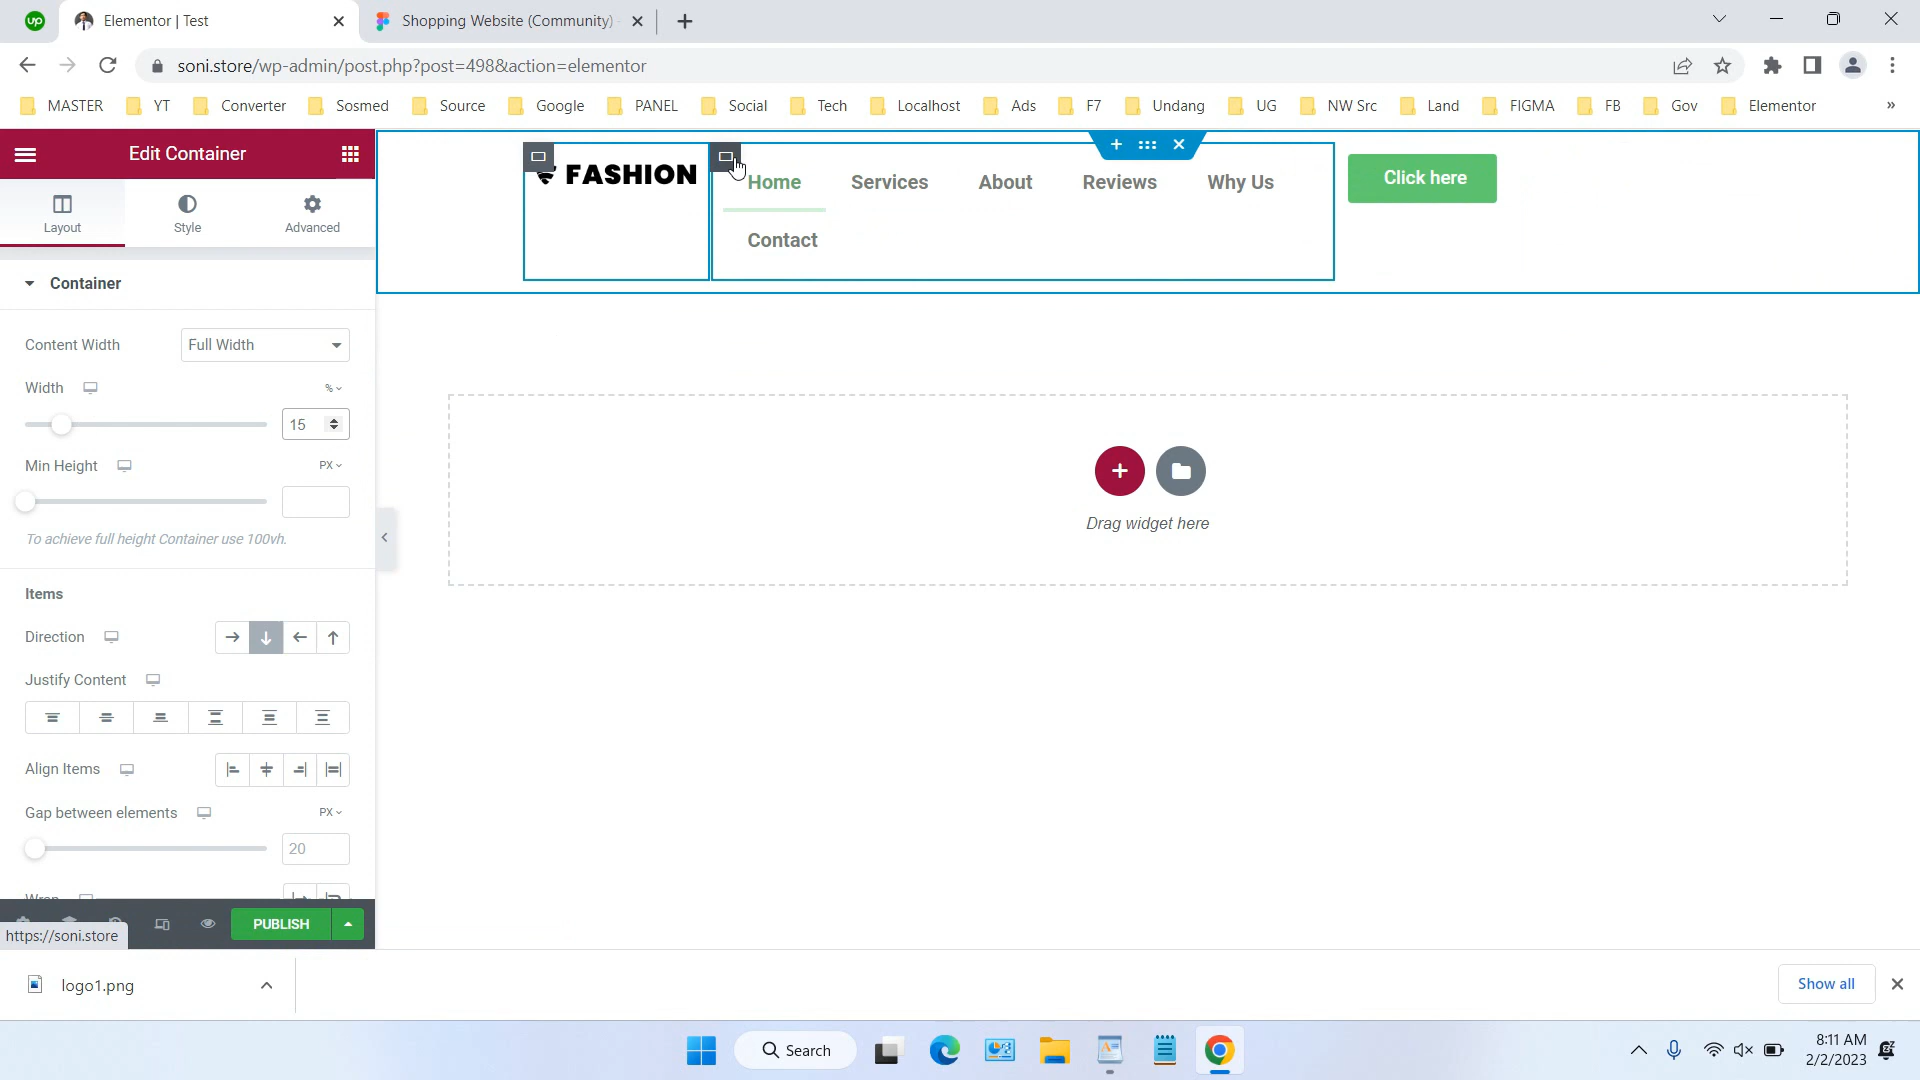 up
Elementor | Test
Shopping Website (Community)
soni.store/wp-admin/post.php?post=498&action=elementor
MASTER YT Converter Sosmed Source Google PANEL Social Tech Localhost Ads F7 Undang UG NW Src Land FIGMA FB Gov Elementor »
Edit Container
Layout Style Advanced
FASHION
Home Services About Reviews Why Us
Contact
Click here
Container
Content Width Full Width
Width %
15
Min Height PX
To achieve full height Container use 100vh.
Items
Direction
Justify Content
Align Items
Gap between elements PX
20
Wrap
Drag widget here
PUBLISH
https://soni.store
logo1.png
Show all
Search
8:11 AM
2/2/2023